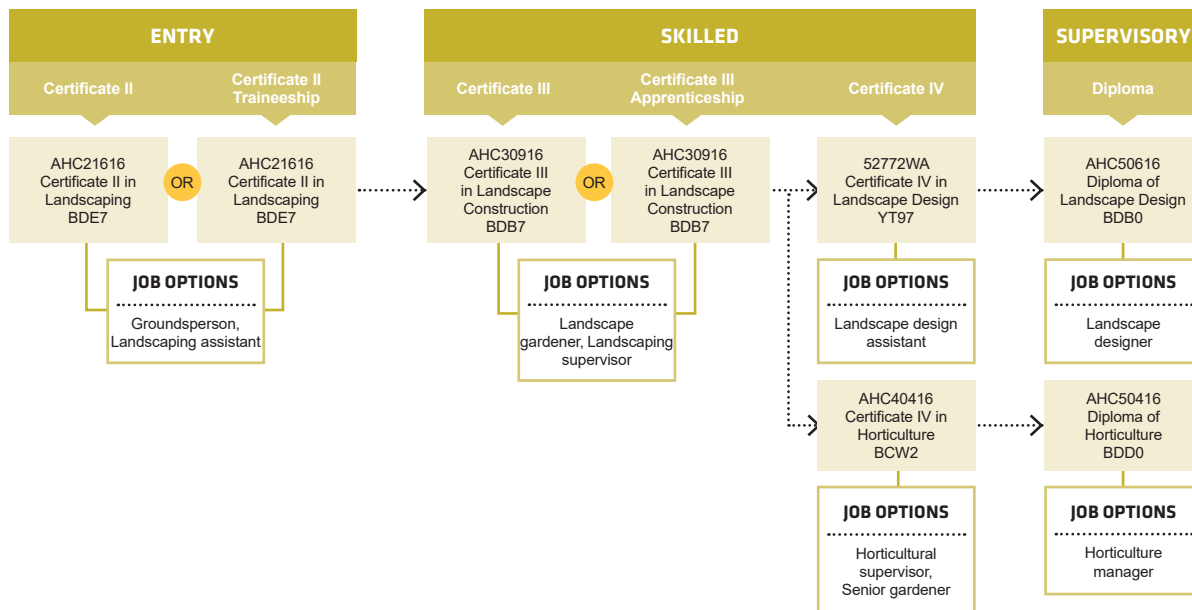 ENTRY
SKILLED
SUPERVISORY
Certificate II
Certificate II
Traineeship
Certificate III
Certificate III
Apprenticeship
Certificate IV
Diploma
AHC21616
Certificate II in
Landscaping
BDE7
OR
AHC21616
Certificate II in
Landscaping
BDE7
AHC30916
Certificate III
in Landscape
Construction
BDB7
OR
AHC30916
Certificate III
in Landscape
Construction
BDB7
52772WA
Certificate IV in
Landscape Design
YT97
AHC50616
Diploma of
Landscape Design
BDB0
JOB OPTIONS
Groundsperson,
Landscaping assistant
JOB OPTIONS
Landscape
gardener, Landscaping
supervisor
JOB OPTIONS
Landscape design
assistant
JOB OPTIONS
Landscape
designer
AHC40416
Certificate IV in
Horticulture
BCW2
AHC50416
Diploma of
Horticulture
BDD0
JOB OPTIONS
Horticultural
supervisor,
Senior gardener
JOB OPTIONS
Horticulture
manager